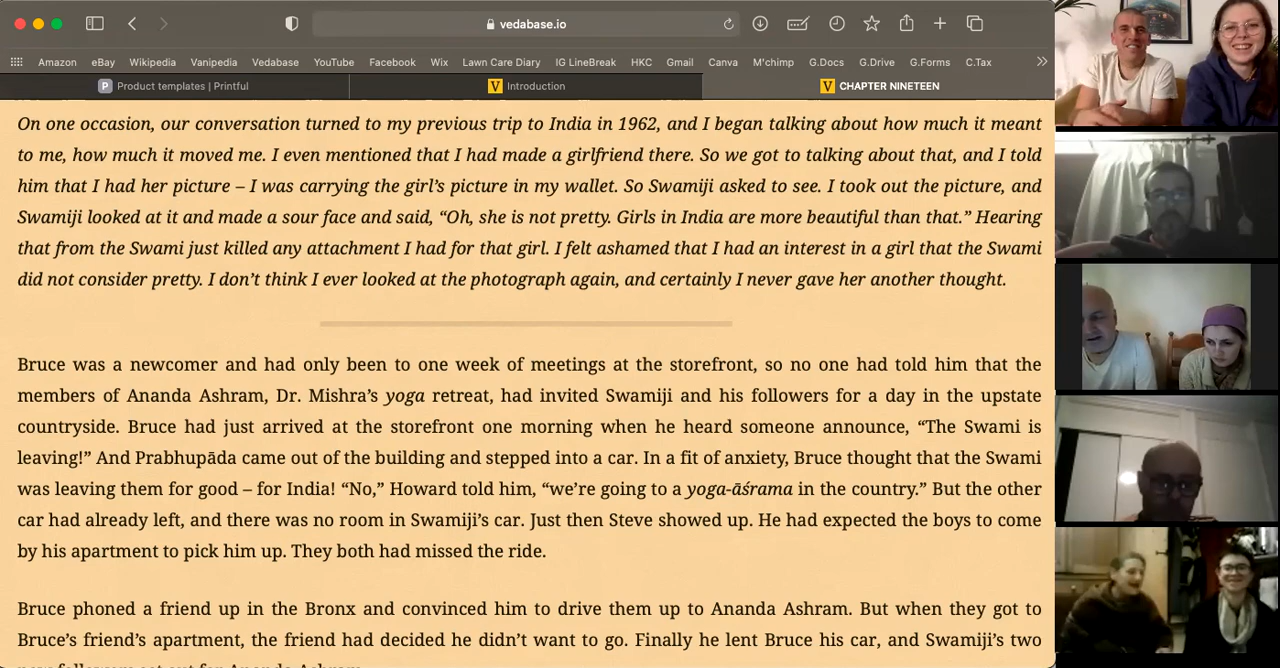 vedabase.io
Amazon eBay Wikipedia Vanipedia Vedabase YouTube Facebook Wix Lawn Care Diary IG LineBreak HKC Gmail Canva M'chimp G.Docs G.Drive G.Forms C.Tax
P Product templates | Printful V Introduction V CHAPTER NINETEEN
On one occasion, our conversation turned to my previous trip to India in 1962, and I began talking about how much it meant
to me, how much it moved me. I even mentioned that I had made a girlfriend there. So we got to talking about that, and I told
him that I had her picture – I was carrying the girl’s picture in my wallet. So Swamiji asked to see. I took out the picture, and
Swamiji looked at it and made a sour face and said, “Oh, she is not pretty. Girls in India are more beautiful than that.” Hearing
that from the Swami just killed any attachment I had for that girl. I felt ashamed that I had an interest in a girl that the Swami
did not consider pretty. I don’t think I ever looked at the photograph again, and certainly I never gave her another thought.
Bruce was a newcomer and had only been to one week of meetings at the storefront, so no one had told him that the
members of Ananda Ashram, Dr. Mishra’s yoga retreat, had invited Swamiji and his followers for a day in the upstate
countryside. Bruce had just arrived at the storefront one morning when he heard someone announce, “The Swami is
leaving!” And Prabhupāda came out of the building and stepped into a car. In a fit of anxiety, Bruce thought that the Swami
was leaving them for good – for India! “No,” Howard told him, “we’re going to a yoga-āśrama in the country.” But the other
car had already left, and there was no room in Swamiji’s car. Just then Steve showed up. He had expected the boys to come
by his apartment to pick him up. They both had missed the ride.
Bruce phoned a friend up in the Bronx and convinced him to drive them up to Ananda Ashram. But when they got to
Bruce’s friend’s apartment, the friend had decided he didn’t want to go. Finally he lent Bruce his car, and Swamiji’s two
new followers set out for Ananda Ashram.